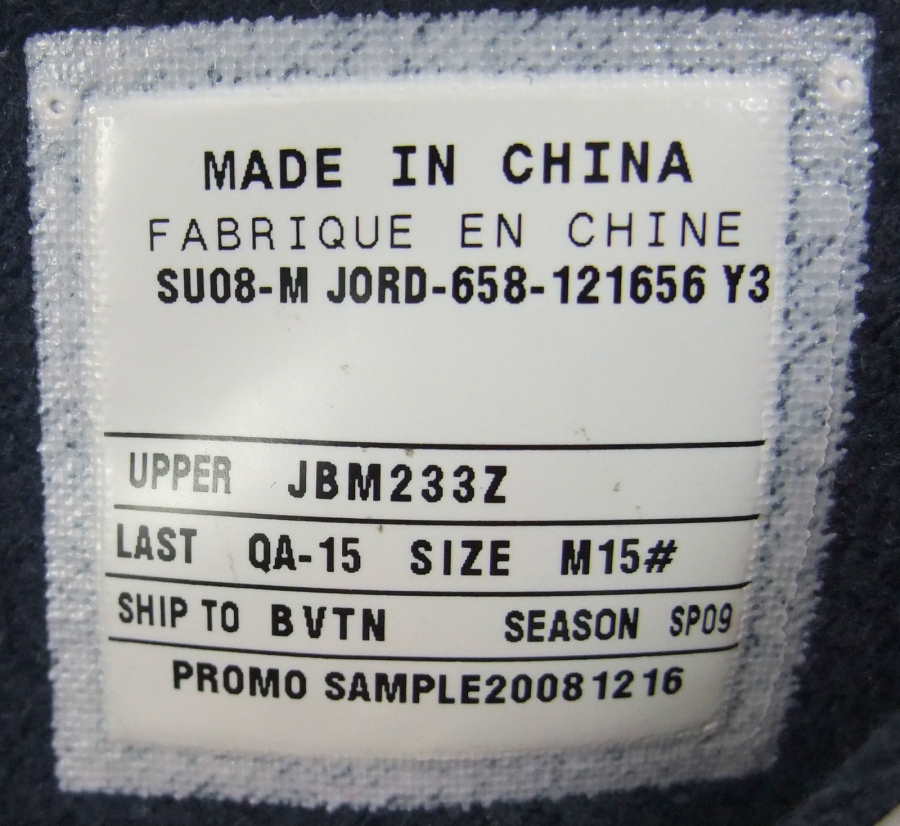 MADE IN CHINA
FABRIQUE EN CHINE
SU08-M JORD-658-121656 Y3
UPPER JBM233Z
LAST QA-15 SIZE M15#
SHIP TO BVTN SEASON SP09
PROMO SAMPLE20081216